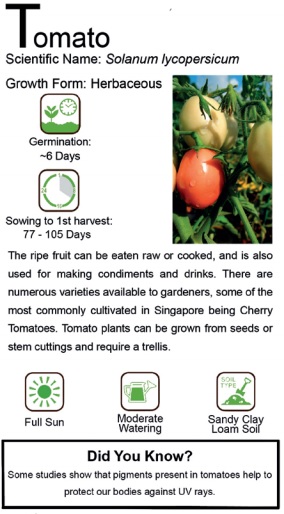 Tomato
Scientific Name: Solanum lycopersicum
Growth Form: Herbaceous
Germination:
~6 Days
Sowing to 1st harvest:
77 - 105 Days
The ripe fruit can be eaten raw or cooked, and is also
used for making condiments and drinks. There are
numerous varieties available to gardeners, some of the
most commonly cultivated in Singapore being Cherry
Tomatoes. Tomato plants can be grown from seeds or
stem cuttings and require a trellis.
SOIL
TYPE
Full Sun
Moderate
Watering
Sandy Clay
Loam Soil
Did You Know?
Some studies show that pigments present in tomatoes help to
protect our bodies against UV rays.